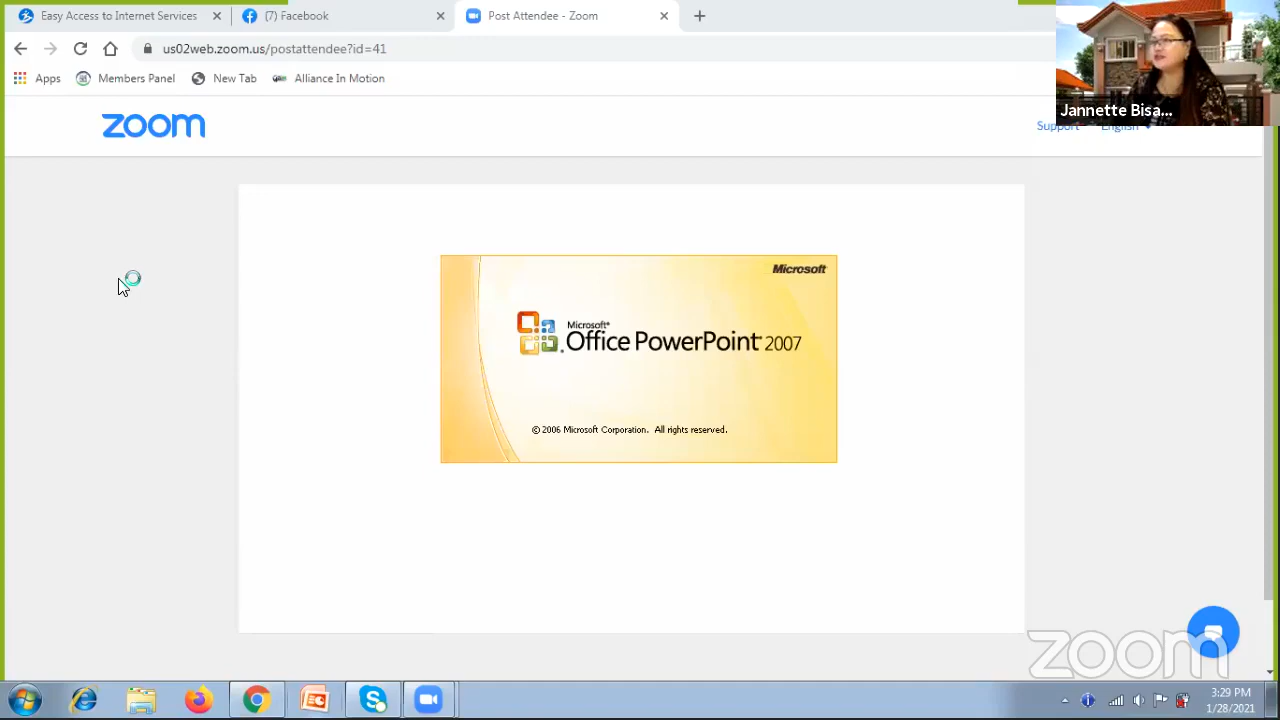 Easy Access to Internet Services
(7) Facebook
Post Attendee - Zoom
us02web.zoom.us/postattendee?id=41
Apps
Members Panel
New Tab
Alliance In Motion
Jannette Bisa...
zoom
Support
English
Microsoft
Microsoft®
Office PowerPoint 2007
© 2006 Microsoft Corporation. All rights reserved.
zoom
3:29 PM
1/28/2021